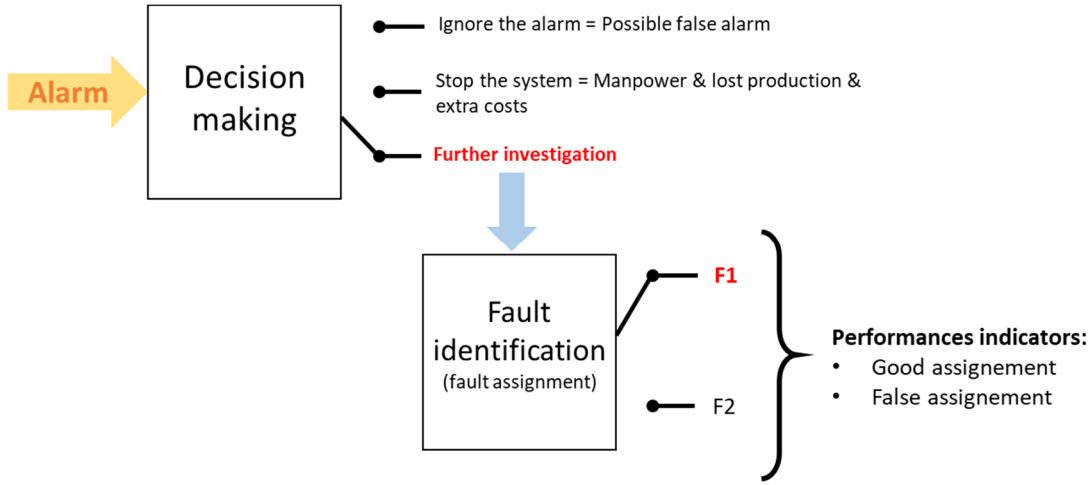 Alarm
Decision
making
Ignore the alarm = Possible false alarm
Stop the system = Manpower & lost production &
extra costs
Further investigation
Fault
identification
(fault assignment)
F1
F2
Performances indicators:
• Good assignement
• False assignement